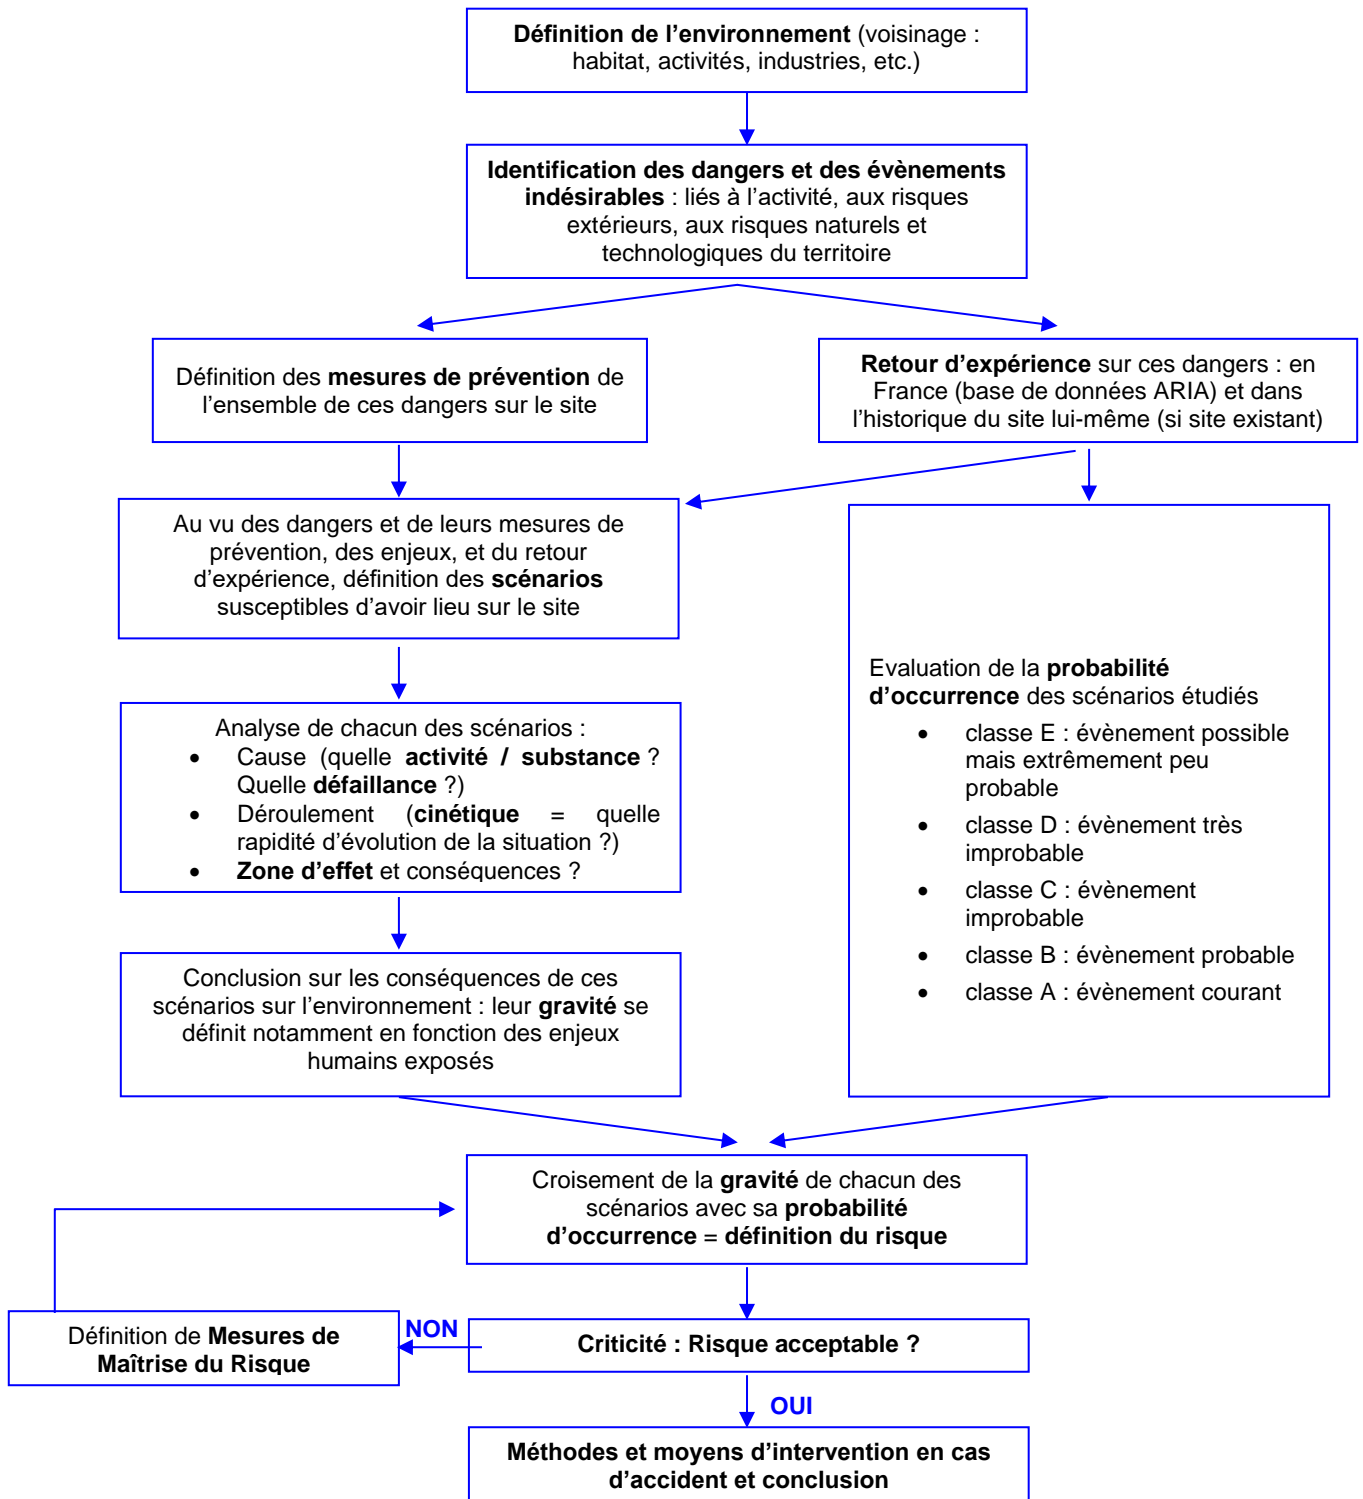 Définition de l’environnement (voisinage :
habitat, activités, industries, etc.)
Identification des dangers et des évènements
indésirables : liés à l’activité, aux risques
extérieurs, aux risques naturels et
technologiques du territoire
Définition des mesures de prévention de
l’ensemble de ces dangers sur le site
Retour d’expérience sur ces dangers : en
France (base de données ARIA) et dans
l’historique du site lui-même (si site existant)
Au vu des dangers et de leurs mesures de
prévention, des enjeux, et du retour
d’expérience, définition des scénarios
susceptibles d’avoir lieu sur le site
Analyse de chacun des scénarios :
• Cause (quelle activité / substance ?
Quelle défaillance ?)
• Déroulement (cinétique = quelle
rapidité d’évolution de la situation ?)
• Zone d’effet et conséquences ?
Evaluation de la probabilité
d’occurrence des scénarios étudiés
• classe E : évènement possible
mais extrêmement peu
probable
• classe D : évènement très
improbable
• classe C : évènement
improbable
• classe B : évènement probable
• classe A : évènement courant
Conclusion sur les conséquences de ces
scénarios sur l’environnement : leur gravité se
définit notamment en fonction des enjeux
humains exposés
Croisement de la gravité de chacun des
scénarios avec sa probabilité
d’occurrence = définition du risque
Définition de Mesures de
Maîtrise du Risque
NON
Criticité : Risque acceptable ?
OUI
Méthodes et moyens d’intervention en cas
d’accident et conclusion